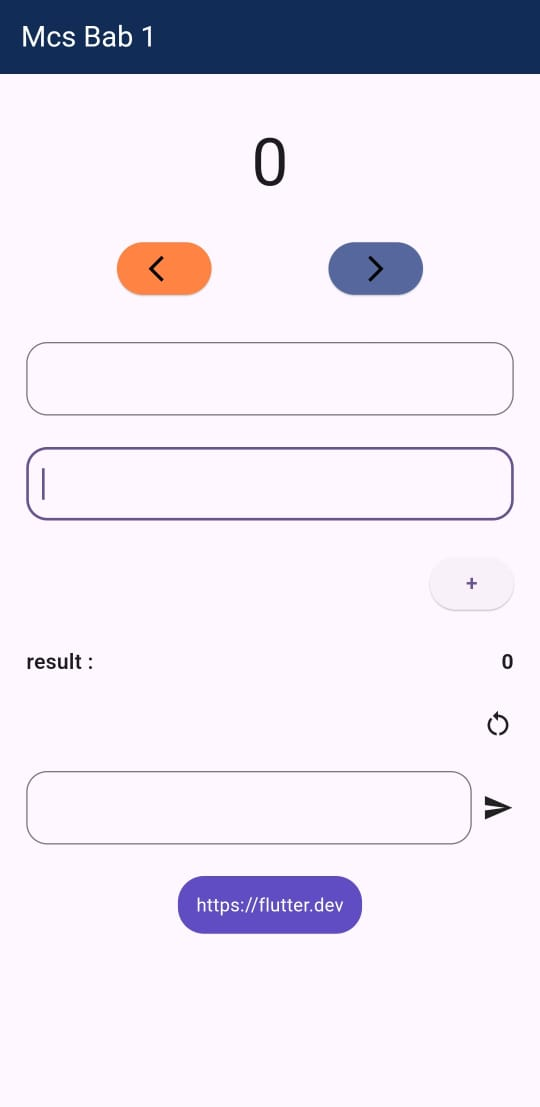 Mcs Bab 1
0
+
result : 0
https://flutter.dev